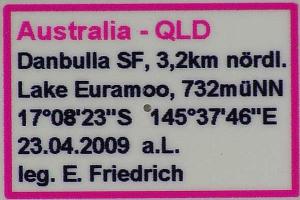 Australia - QLD
Danbulla SF, 3,2km nördl.
Lake Euramoo, 732müNN
17°08'23"S 145°37'46"E
23.04.2009 a.L.
leg. E. Friedrich